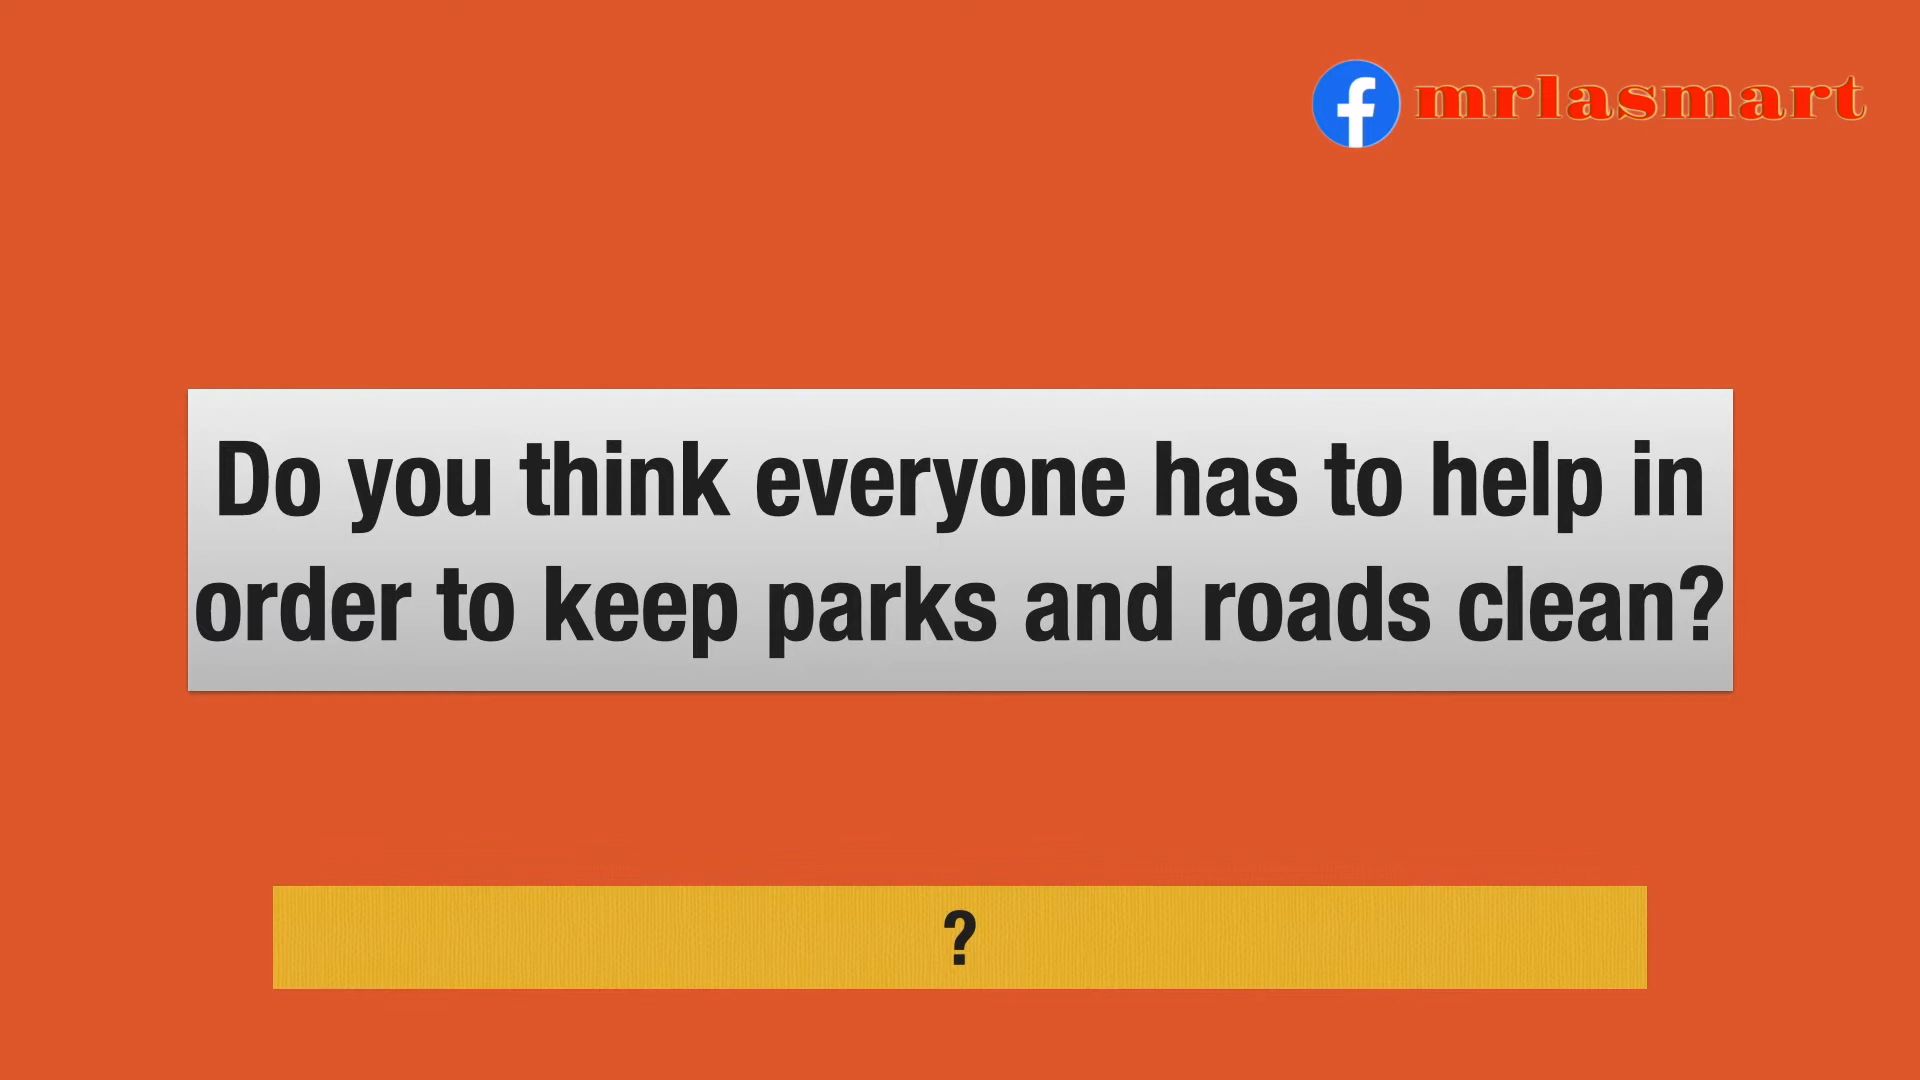 mrlasmart
Do you think everyone has to help in
order to keep parks and roads clean?
?